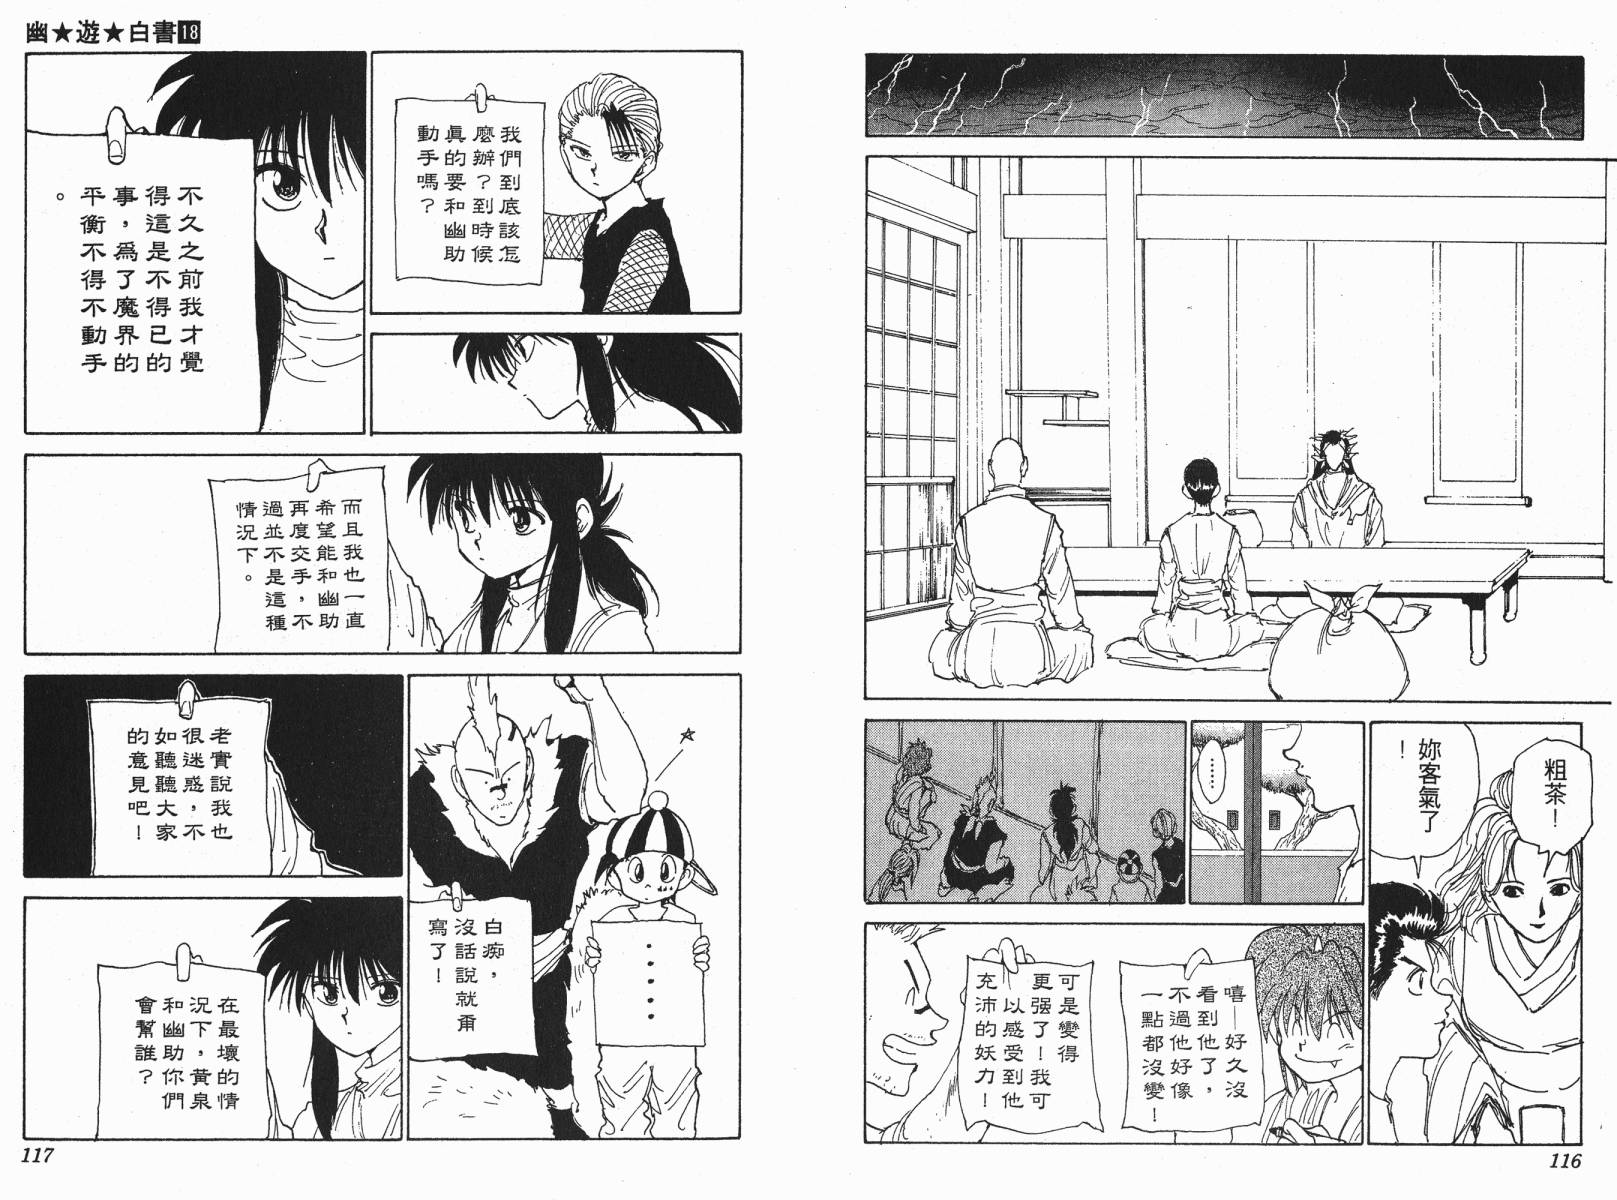 幽★遊★白書18
粗茶！
妳客氣了
！
……
嘻—好久沒
看到他了，
不過他好像
一點都沒變！
可是變得
更强了！我可
以感受到他
充沛的妖力！
116
我們到底該怎
麼辦？到時候
眞的要和幽助
動手嗎？
不久之前我才覺
得這是不得已的
事，爲了魔界的
平衡不得不動手
。
而且我也一直
希望能和幽助
再度交手，不
過並不是這種
情況下。
白痴，
沒話說就甭
寫了！
……
老實說我也
很迷惑，不
如聽聽大家
的意見吧！
在最壞的情
況下，黃泉
和幽助你們
會幫誰？
117